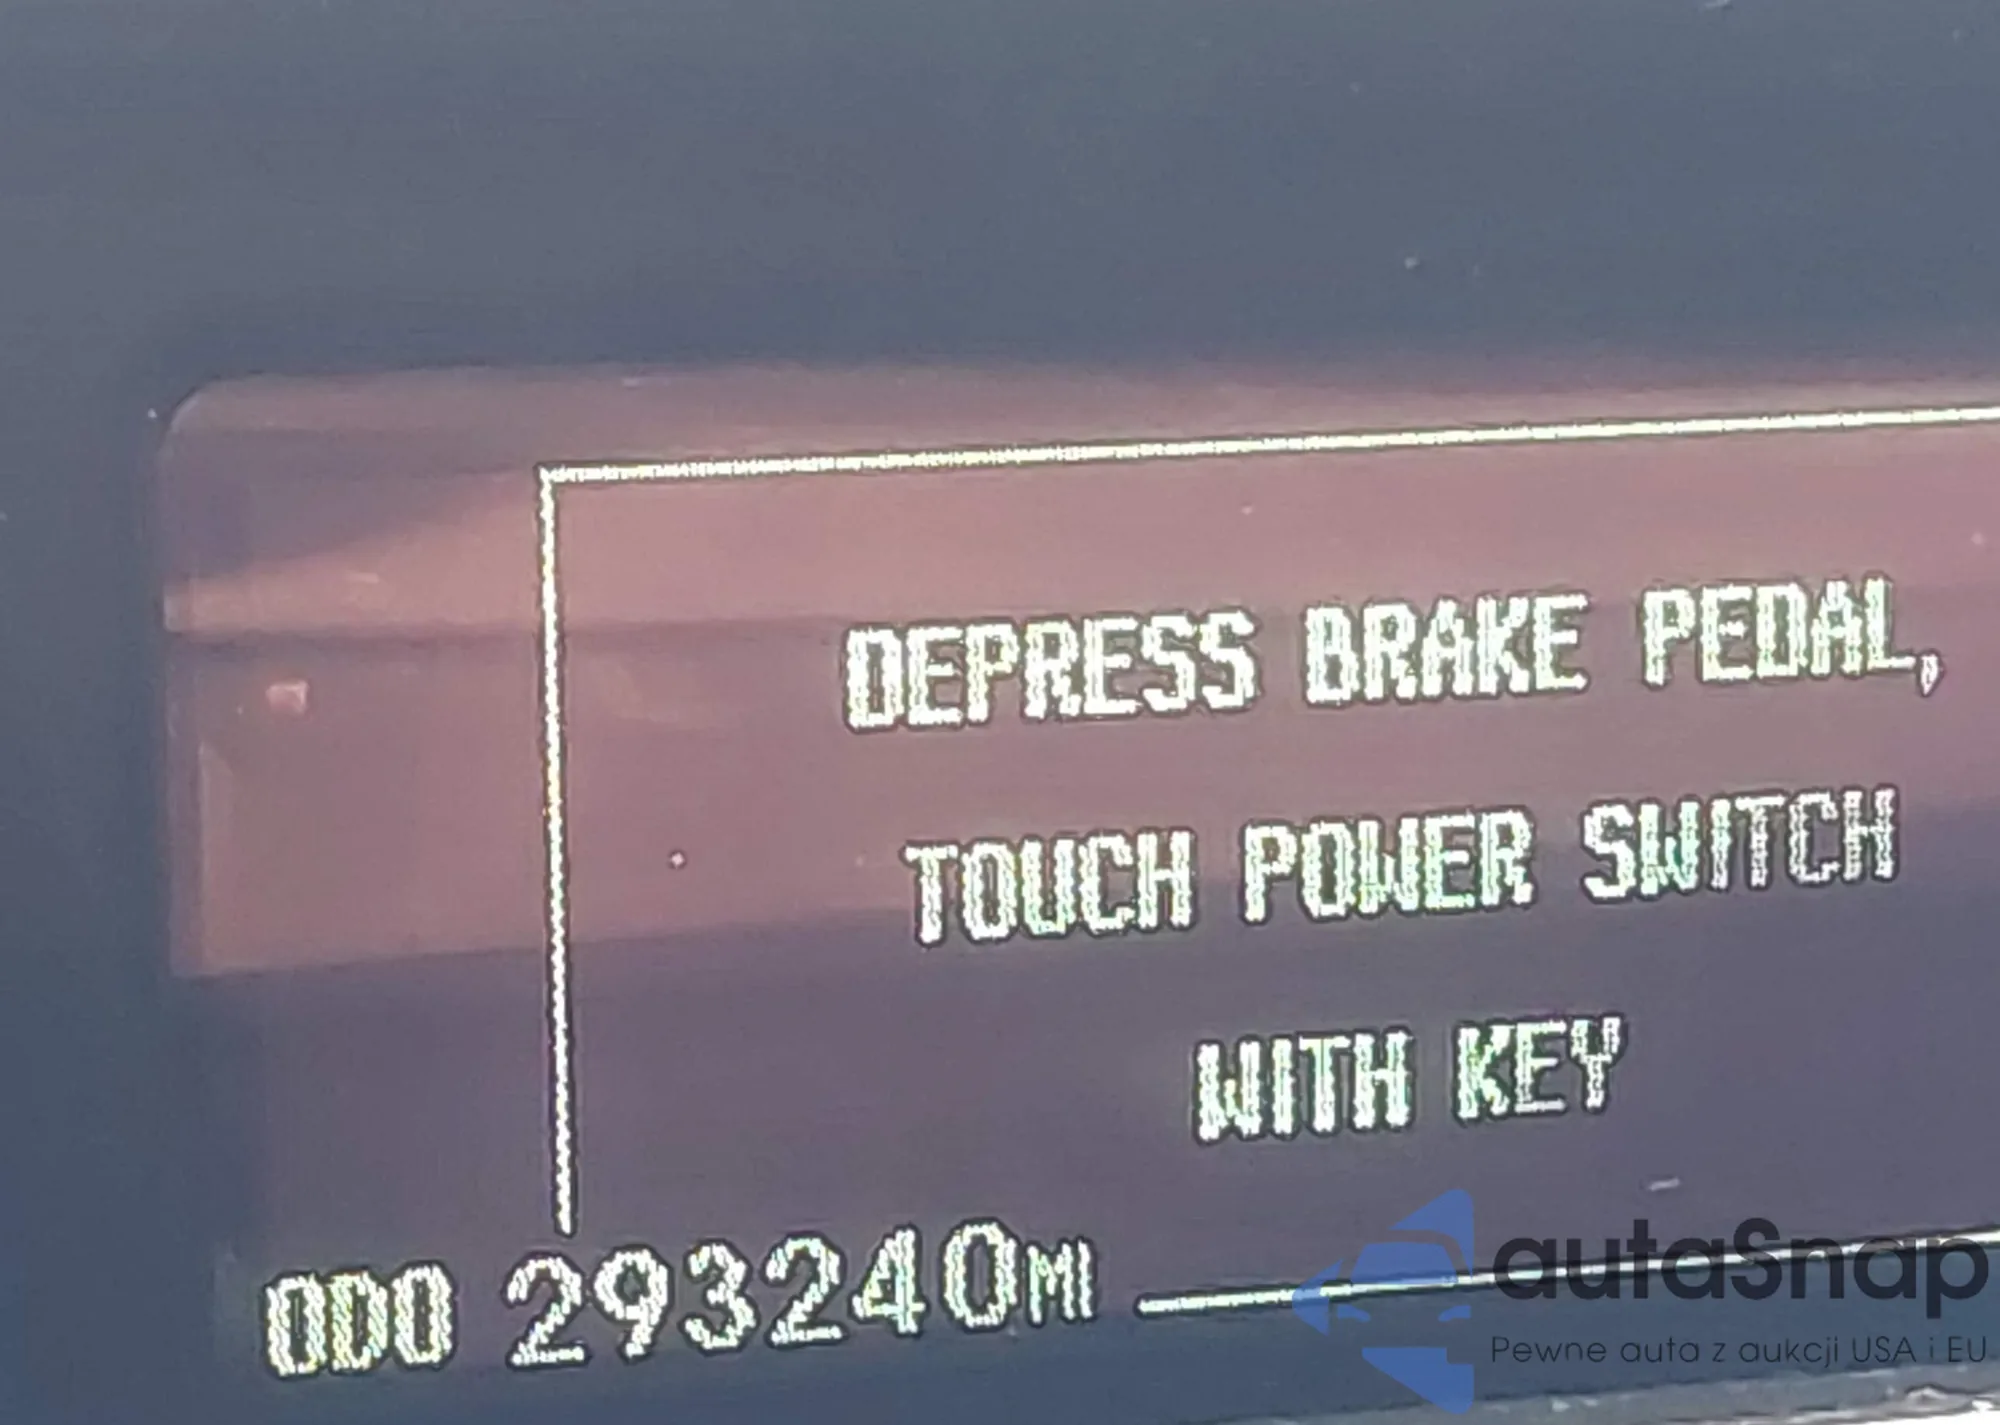 DEPRESS BRAKE PEDAL,
TOUCH POWER SWITCH
WITH KEY
ODO 293240MI
autaSnap
Pewne auta z aukcji USA i EU